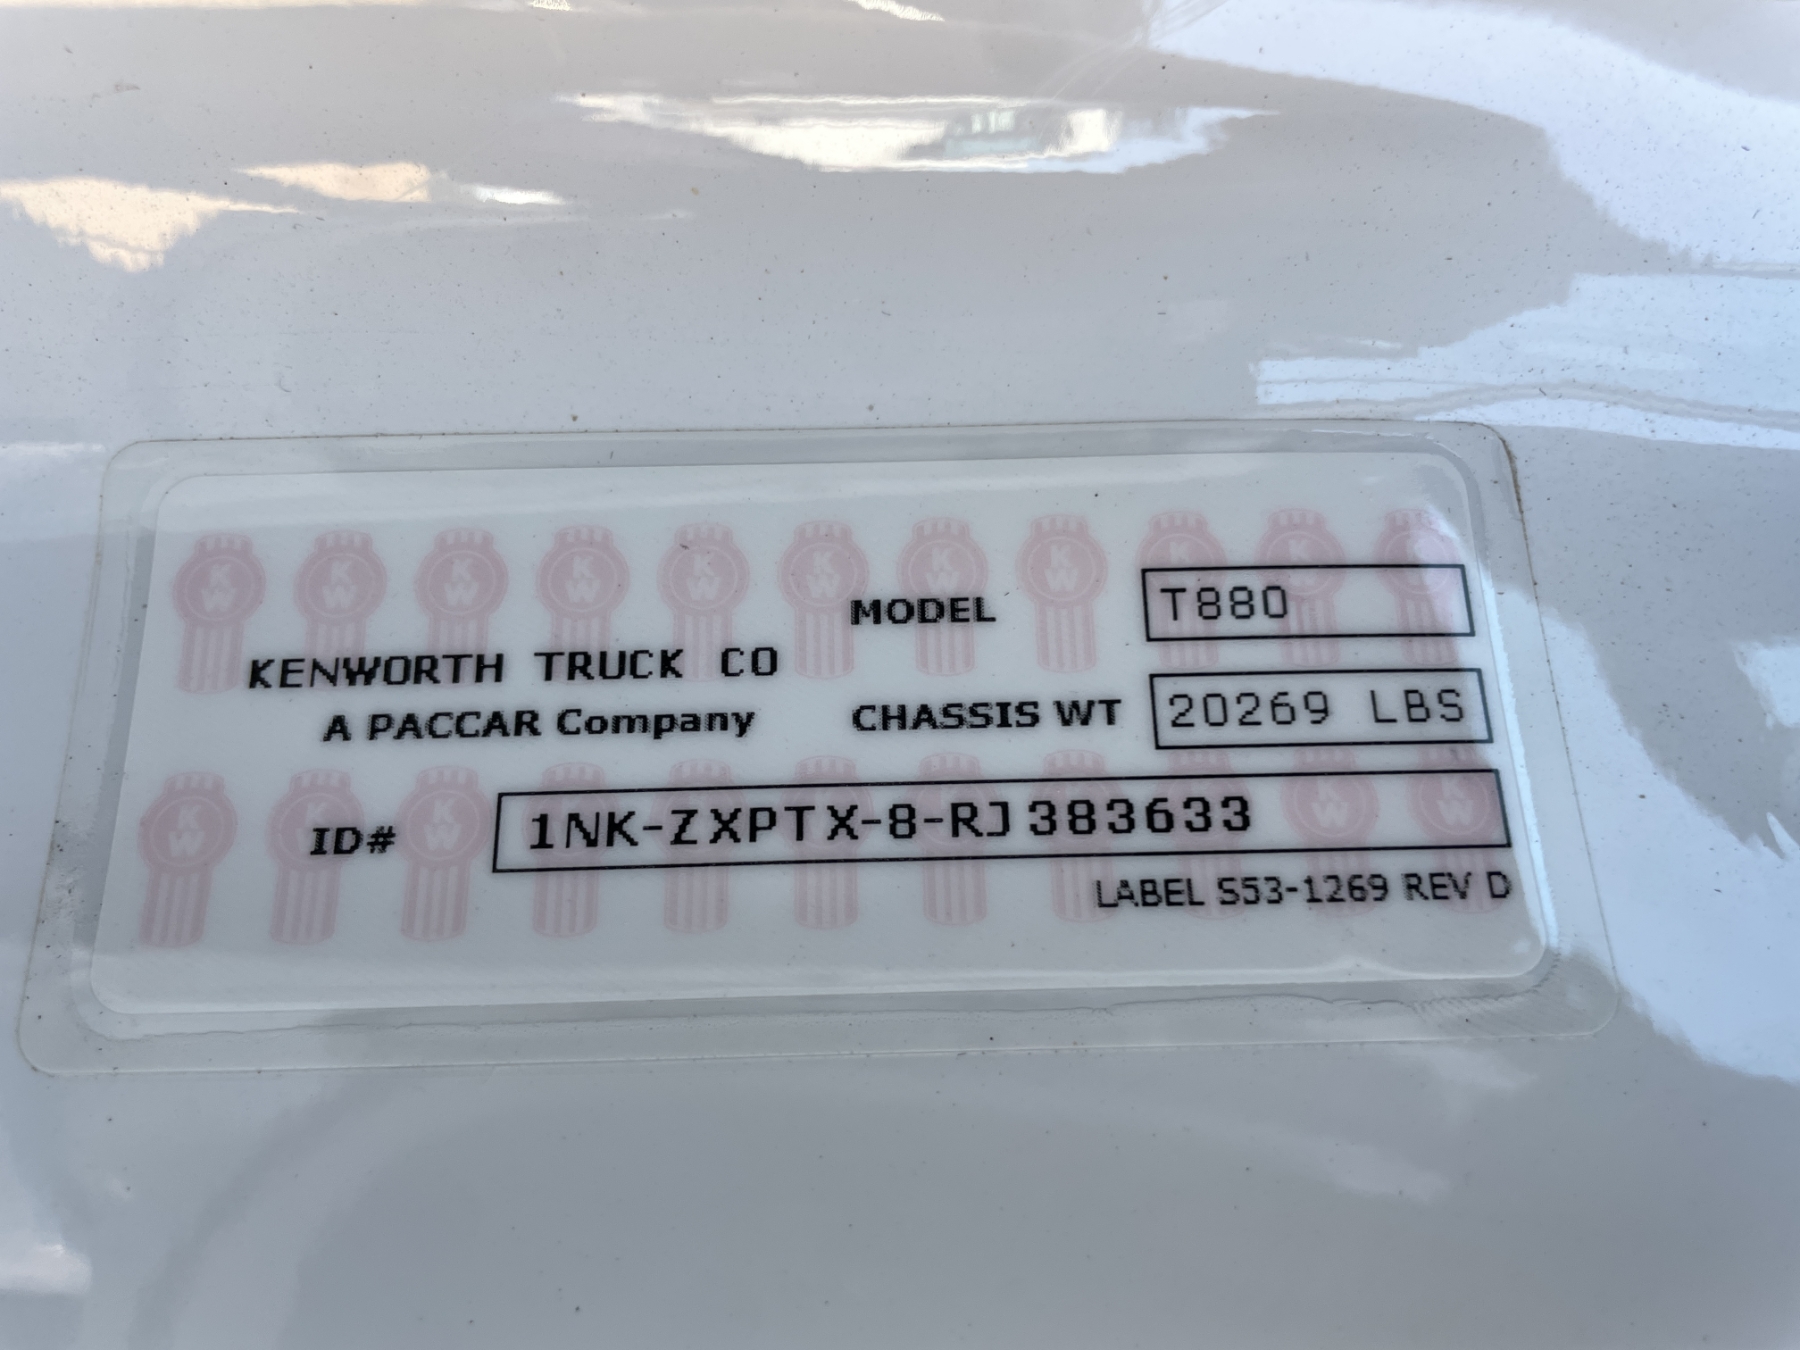 MODEL T880
KENWORTH TRUCK CO
A PACCAR Company
CHASSIS WT 20269 LBS
ID# 1NK-ZXPTX-8-RJ383633
LABEL S53-1269 REV D